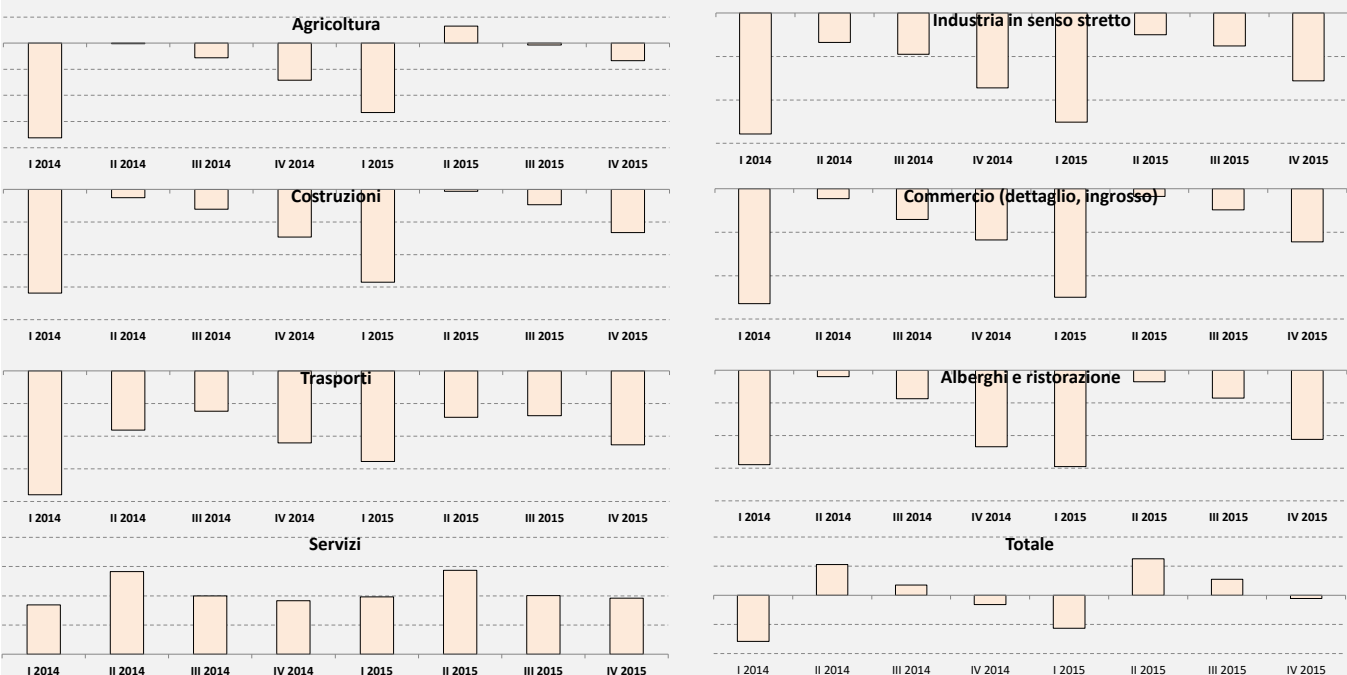 Agricoltura
I 2014 II 2014 III 2014 IV 2014 I 2015 II 2015 III 2015 IV 2015
Industria in senso stretto
I 2014 II 2014 III 2014 IV 2014 I 2015 II 2015 III 2015 IV 2015
Costruzioni
I 2014 II 2014 III 2014 IV 2014 I 2015 II 2015 III 2015 IV 2015
Commercio (dettaglio, ingrosso)
I 2014 II 2014 III 2014 IV 2014 I 2015 II 2015 III 2015 IV 2015
Trasporti
I 2014 II 2014 III 2014 IV 2014 I 2015 II 2015 III 2015 IV 2015
Alberghi e ristorazione
I 2014 II 2014 III 2014 IV 2014 I 2015 II 2015 III 2015 IV 2015
Servizi
I 2014 II 2014 III 2014 IV 2014 I 2015 II 2015 III 2015 IV 2015
Totale
I 2014 II 2014 III 2014 IV 2014 I 2015 II 2015 III 2015 IV 2015